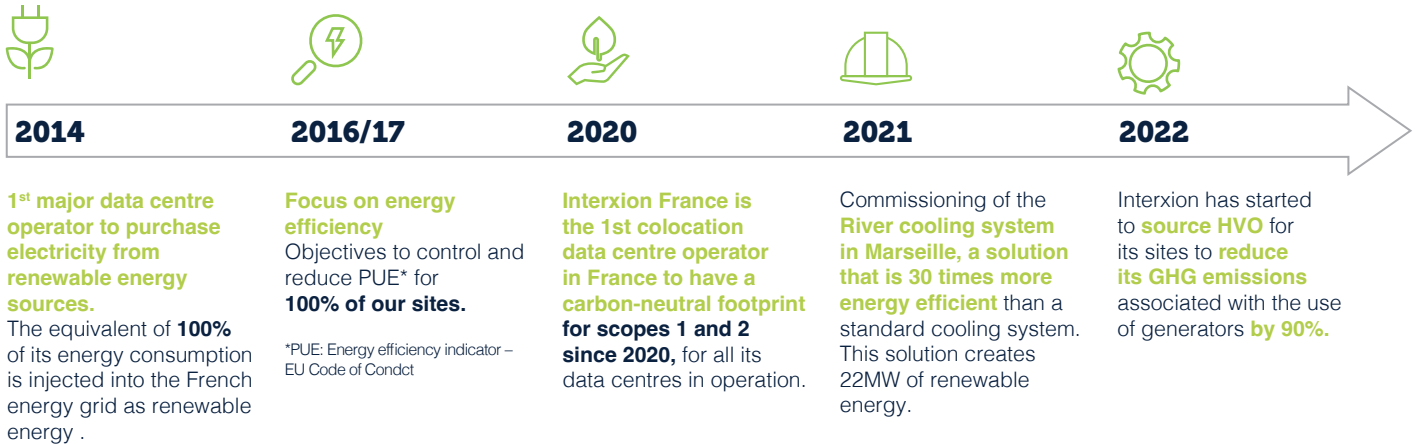 2014
1st major data centre
operator to purchase
electricity from
renewable energy
sources.
The equivalent of 100%
of its energy consumption
is injected into the French
energy grid as renewable
energy .
2016/17
Focus on energy
efficiency
Objectives to control and
reduce PUE* for
100% of our sites.
*PUE: Energy efficiency indicator –
EU Code of Condct
2020
Interxion France is
the 1st colocation
data centre operator
in France to have a
carbon-neutral footprint
for scopes 1 and 2
since 2020, for all its
data centres in operation.
2021
Commissioning of the
River cooling system
in Marseille, a solution
that is 30 times more
energy efficient than a
standard cooling system.
This solution creates
22MW of renewable
energy.
2022
Interxion has started
to source HVO for
its sites to reduce
its GHG emissions
associated with the use
of generators by 90%.